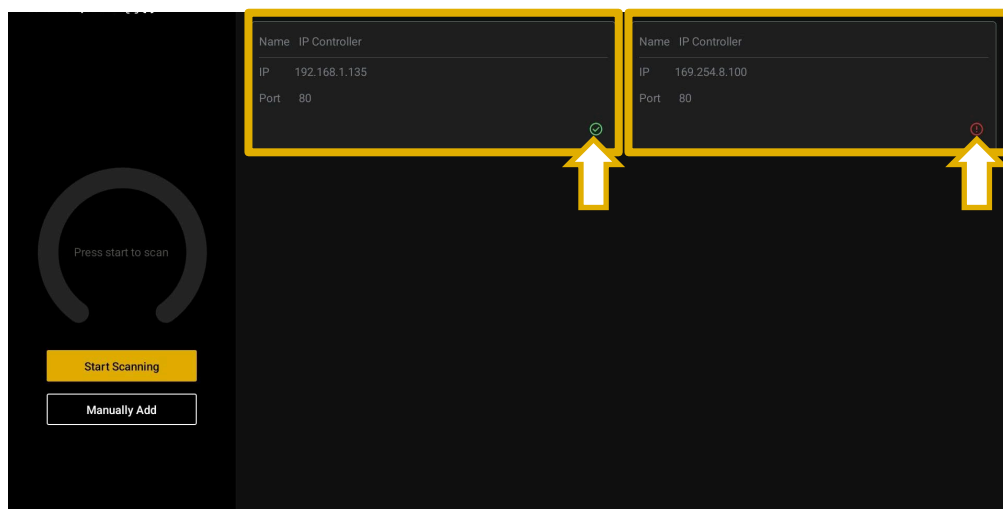 Name IP Controller
IP 192.168.1.135
Port 80
Name IP Controller
IP 169.254.8.100
Port 80
Press start to scan
Start Scanning
Manually Add